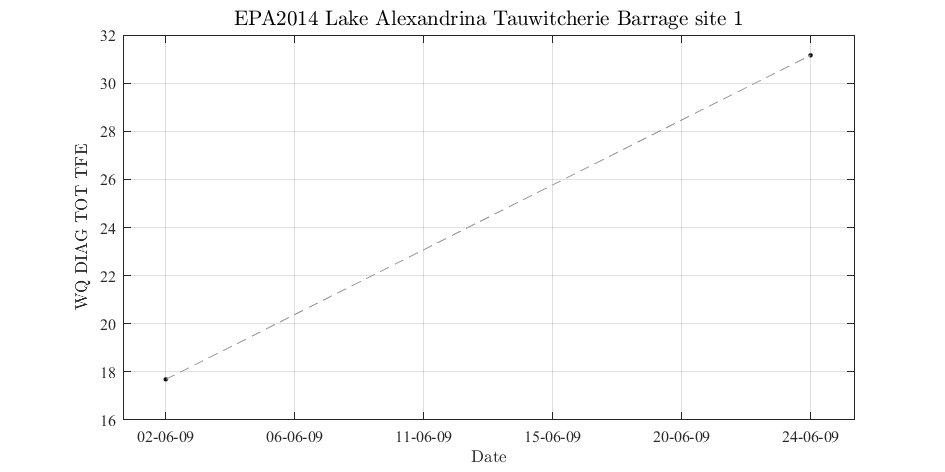 EPA2014 Lake Alexandrina Tauwitcherie Barrage site 1
32
30
28
26
24
22
20
18
16
WQ DIAG TOT TFE
02-06-09 06-06-09 11-06-09 15-06-09 20-06-09 24-06-09
Date